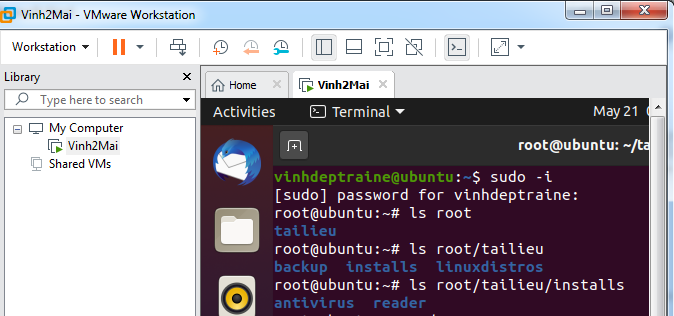 Vinh2Mai - VMware Workstation
Workstation
Library
Type here to search
My Computer
Vinh2Mai
Shared VMs
Home
Vinh2Mai
Activities
Terminal
May 21
root@ubuntu: ~/ta
vinhdeptraine@ubuntu:~$ sudo -i
[sudo] password for vinhdeptraine:
root@ubuntu:~# ls root
tailieu
root@ubuntu:~# ls root/tailieu
backup installs linuxdistros
root@ubuntu:~# ls root/tailieu/installs
antivirus reader